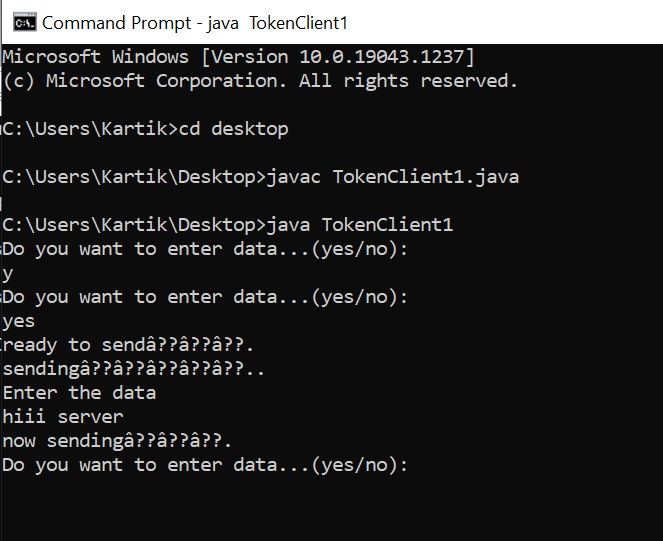 Command Prompt - java  TokenClient1
Microsoft Windows [Version 10.0.19043.1237]
(c) Microsoft Corporation. All rights reserved.
C:\Users\Kartik>cd desktop
C:\Users\Kartik\Desktop>javac TokenClient1.java
C:\Users\Kartik\Desktop>java TokenClient1
Do you want to enter data...(yes/no):
y
Do you want to enter data...(yes/no):
yes
ready to sendâ??â??â??.
sendingâ??â??â??â??â??..
Enter the data
hiii server
now sendingâ??â??â??.
Do you want to enter data...(yes/no):